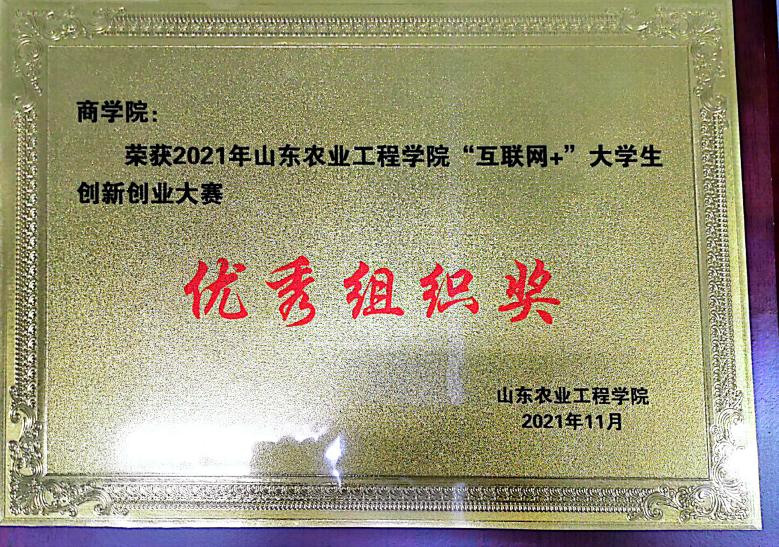 商学院：
荣获2021年山东农业工程学院“互联网+”大学生
创新创业大赛
优秀组织奖
山东农业工程学院
2021年11月